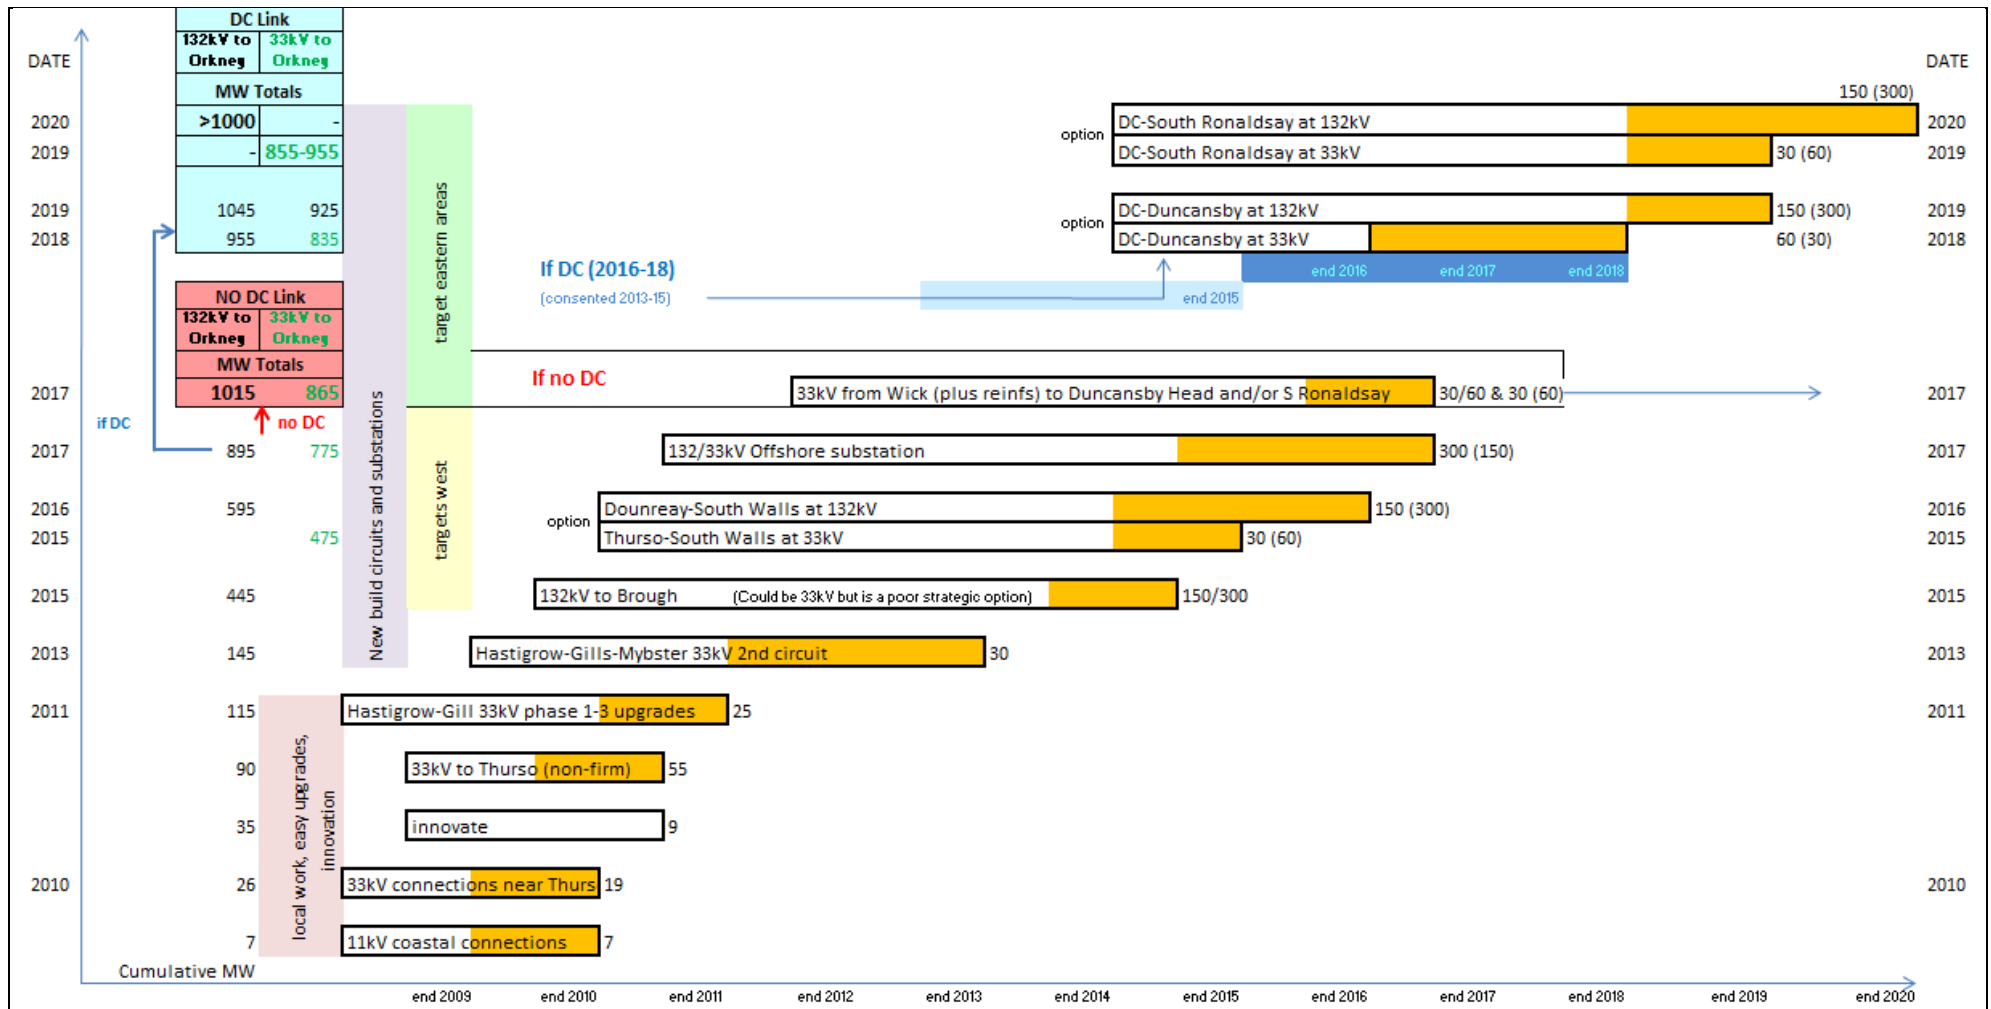 DC Link
132kV to Orkney 33kV to Orkney
DATE DATE
MW Totals
150 (300)
2020 >1000 - DC-South Ronaldsay at 132kV 2020
option
2019 - 855-955 DC-South Ronaldsay at 33kV 30 (60) 2019
2019 1045 925 DC-Duncansby at 132kV 150 (300) 2019
option
2018 955 835 DC-Duncansby at 33kV 60 (30) 2018
If DC (2016-18) end 2016 end 2017 end 2018
(consented 2013-15) end 2015
NO DC Link
132kV to Orkney 33kV to Orkney
MW Totals
If no DC
2017 1015 865 33kV from Wick (plus reinfs) to Duncansby Head and/or S Ronaldsay 30/60 & 30 (60) 2017
if DC no DC
2017 895 775 132/33kV Offshore substation 300 (150) 2017
2016 595 Dounreay-South Walls at 132kV 150 (300) 2016
option
2015 475 Thurso-South Walls at 33kV 30 (60) 2015
2015 445 132kV to Brough (Could be 33kV but is a poor strategic option) 150/300 2015
2013 145 Hastigrow-Gills-Mybster 33kV 2nd circuit 30 2013
2011 115 Hastigrow-Gill 33kV phase 1-3 upgrades 25 2011
90 33kV to Thurso (non-firm) 55
35 innovate 9
2010 26 33kV connections near Thurs 19 2010
7 11kV coastal connections 7
Cumulative MW
New build circuits and substations
target eastern areas
targets west
local work, easy upgrades,
innovation
end 2009 end 2010 end 2011 end 2012 end 2013 end 2014 end 2015 end 2016 end 2017 end 2018 end 2019 end 2020